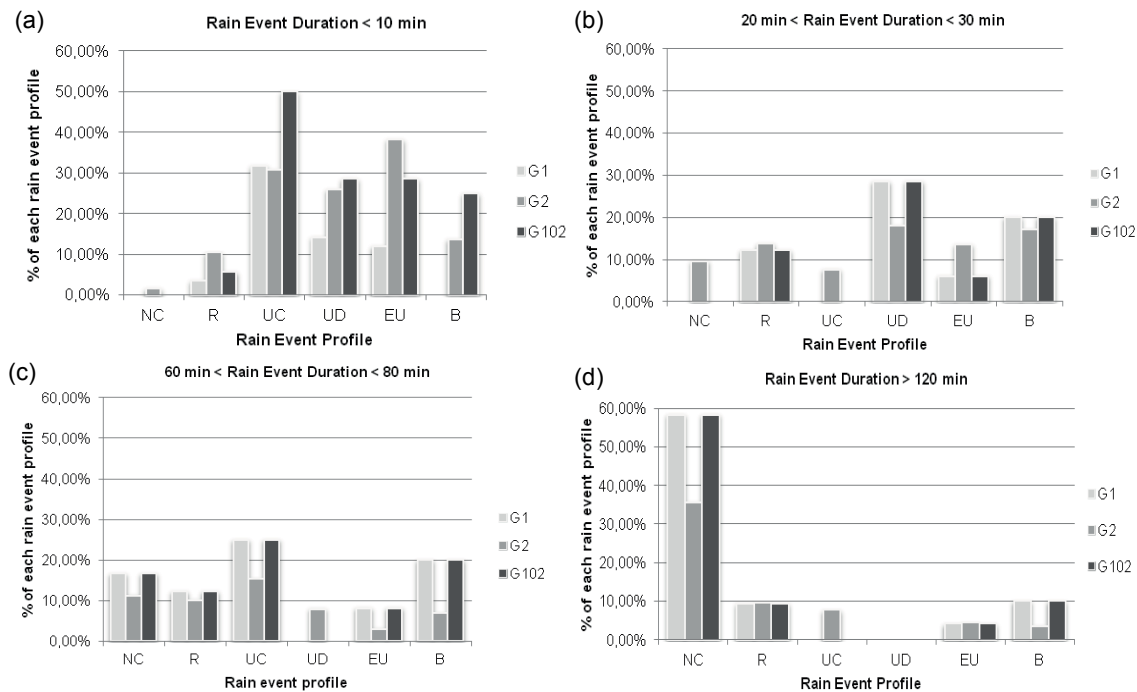 (a)
Rain Event Duration < 10 min
% of each rain event profile
60,00%
50,00%
40,00%
30,00%
20,00%
10,00%
0,00%
NC R UC UD EU B
Rain Event Profile
G1
G2
G102
(b)
20 min < Rain Event Duration < 30 min
% of each rain event profile
60,00%
50,00%
40,00%
30,00%
20,00%
10,00%
0,00%
NC R UC UD EU B
Rain Event Profile
G1
G2
G102
(c)
60 min < Rain Event Duration < 80 min
% of each rain event profile
60,00%
50,00%
40,00%
30,00%
20,00%
10,00%
0,00%
NC R UC UD EU B
Rain event profile
G1
G2
G102
(d)
Rain Event Duration > 120 min
% of each rain event profile
60,00%
50,00%
40,00%
30,00%
20,00%
10,00%
0,00%
NC R UC UD EU B
Rain Event Profile
G1
G2
G102